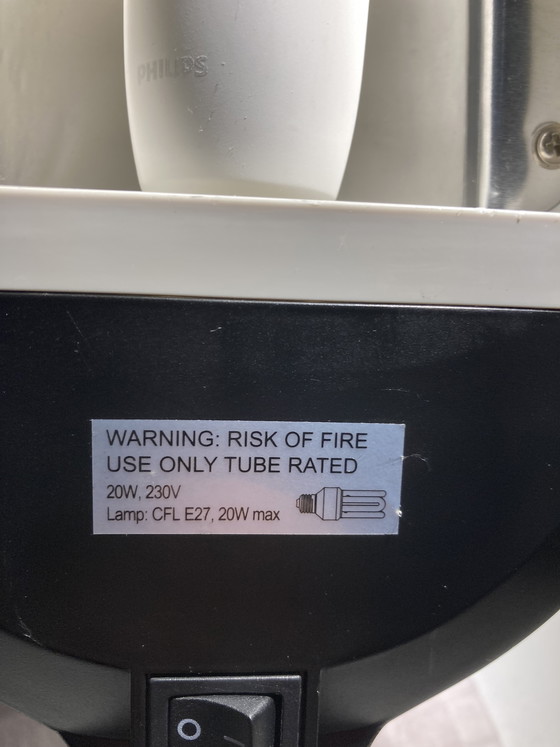 PHILIPS
WARNING: RISK OF FIRE
USE ONLY TUBE RATED
20W, 230V
Lamp: CFL E27, 20W max